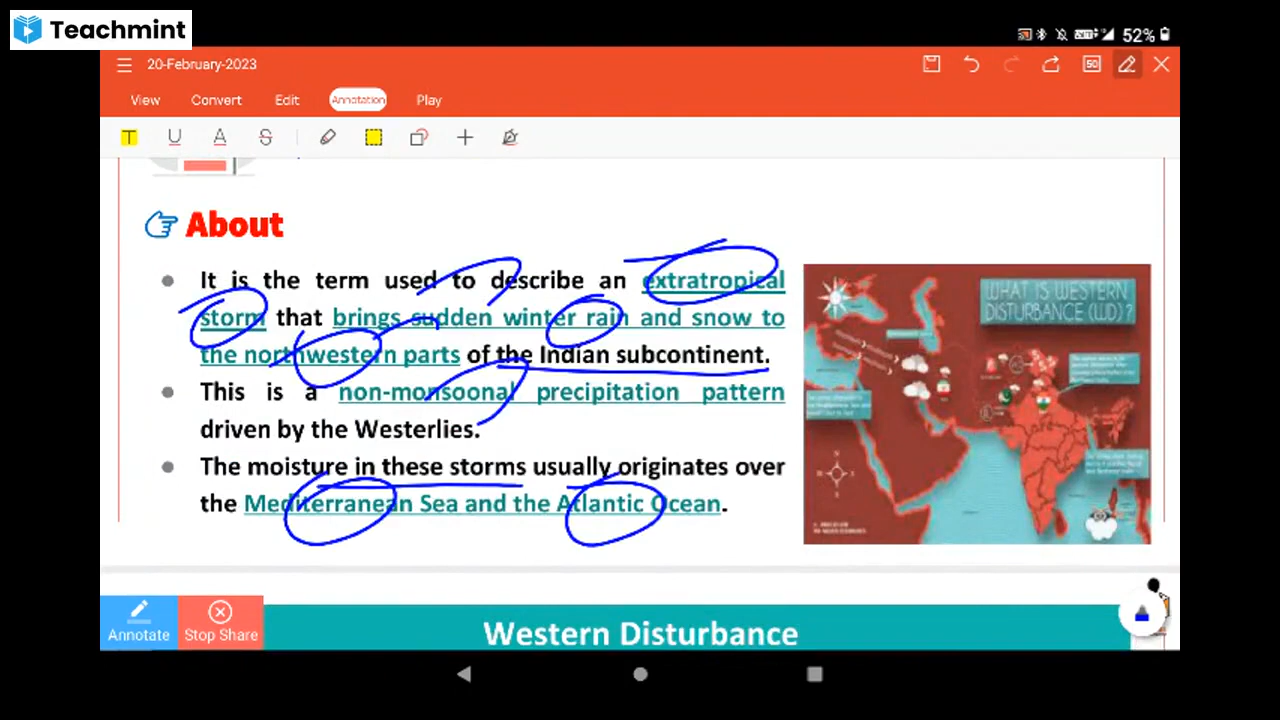 Teachmint
52%
20-February-2023
50
View Convert Edit Annotation Play
T U A S
About
It is the term used to describe an extratropical
storm that brings sudden winter rain and snow to
the northwestern parts of the Indian subcontinent.
This is a non-monsoonal precipitation pattern
driven by the Westerlies.
The moisture in these storms usually originates over
the Mediterranean Sea and the Atlantic Ocean.
WHAT IS WESTERN
DISTURBANCE (WD)?
N
Annotate Stop Share
Western Disturbance